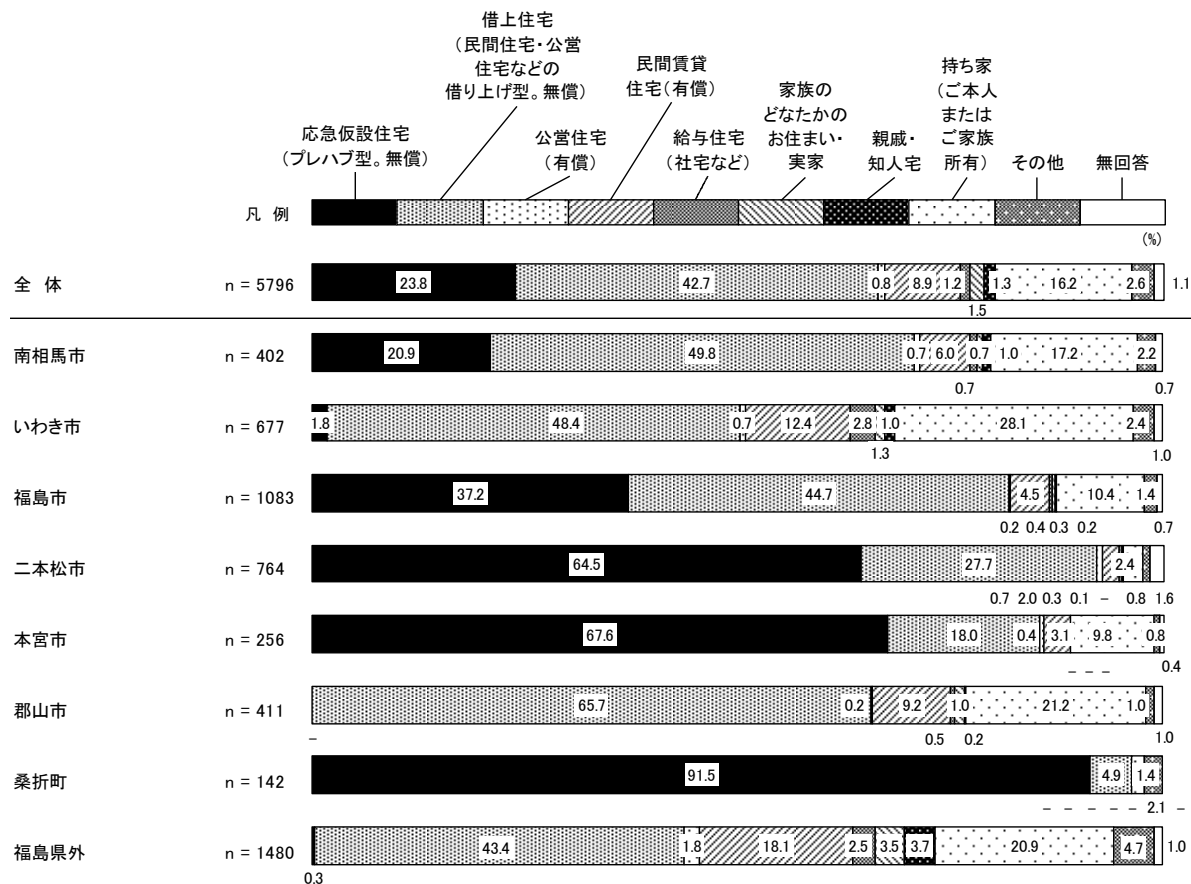 借上住宅
(民間住宅・公営
住宅などの
借り上げ型。無償)
応急仮設住宅
(プレハブ型。無償)
公営住宅
(有償)
民間賃貸
住宅(有償)
給与住宅
(社宅など)
家族の
どなたかの
お住まい・
実家
親戚・
知人宅
持ち家
(ご本人
または
ご家族
所有)
その他
無回答
凡 例
(%)
全 体 n = 5796 23.8 42.7 0.8 8.9 1.2 1.3 16.2 2.6 1.1
1.5
南相馬市 n = 402 20.9 49.8 0.7 6.0 0.7 1.0 17.2 2.2
0.7 0.7
いわき市 n = 677 1.8 48.4 0.7 12.4 2.8 1.0 28.1 2.4
1.3 1.0
福島市 n = 1083 37.2 44.7 4.5 10.4 1.4
0.2 0.4 0.3 0.2 0.7
二本松市 n = 764 64.5 27.7 2.4
0.7 2.0 0.3 0.1 - 0.8 1.6
本宮市 n = 256 67.6 18.0 0.4 3.1 9.8 0.8
- - - 0.4
郡山市 n = 411 65.7 0.2 9.2 1.0 21.2 1.0
- 0.5 0.2 1.0
桑折町 n = 142 91.5 4.9 1.4
- - - - - 2.1 -
福島県外 n = 1480 43.4 1.8 18.1 2.5 3.5 3.7 20.9 4.7 1.0
0.3